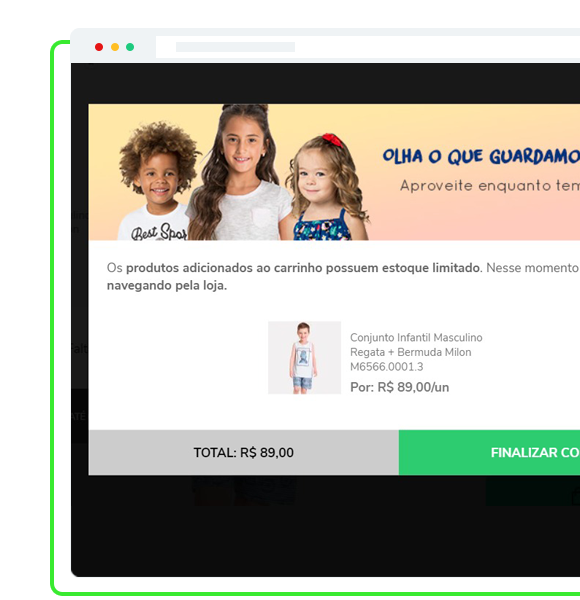 OLHA O QUE GUARDAMO
Aproveite enquanto tem
Best Spor
Os produtos adicionados ao carrinho possuem estoque limitado. Nesse momento
navegando pela loja.
Conjunto Infantil Masculino
Regata + Bermuda Milon
M6566.0001.3
Por: R$ 89,00/un
TOTAL: R$ 89,00
FINALIZAR CO